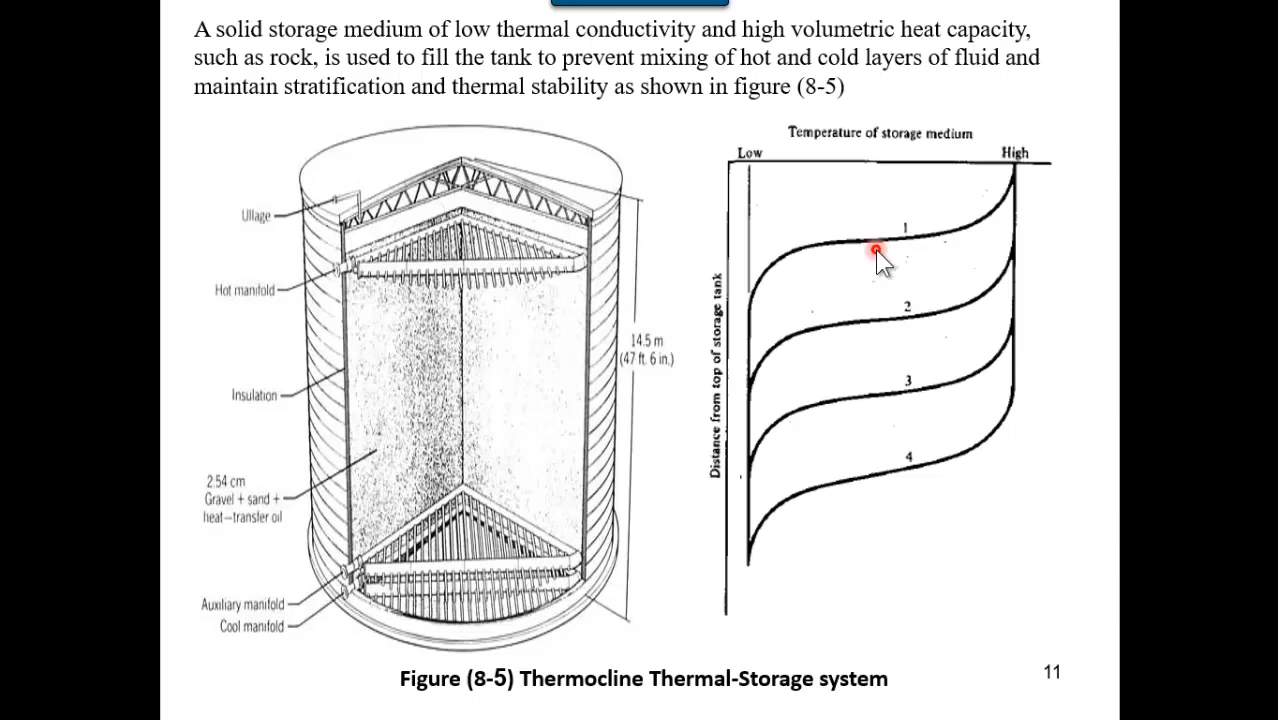 A solid storage medium of low thermal conductivity and high volumetric heat capacity,
such as rock, is used to fill the tank to prevent mixing of hot and cold layers of fluid and
maintain stratification and thermal stability as shown in figure (8-5)
Ullage
Hot manifold
Insulation
2.54 cm
Gravel + sand +
heat-transfer oil
Auxiliary manifold
Cool manifold
14.5 m
(47 ft. 6 in.)
Temperature of storage medium
Low
High
Distance from top of storage tank
1
2
3
4
Figure (8-5) Thermocline Thermal-Storage system
11